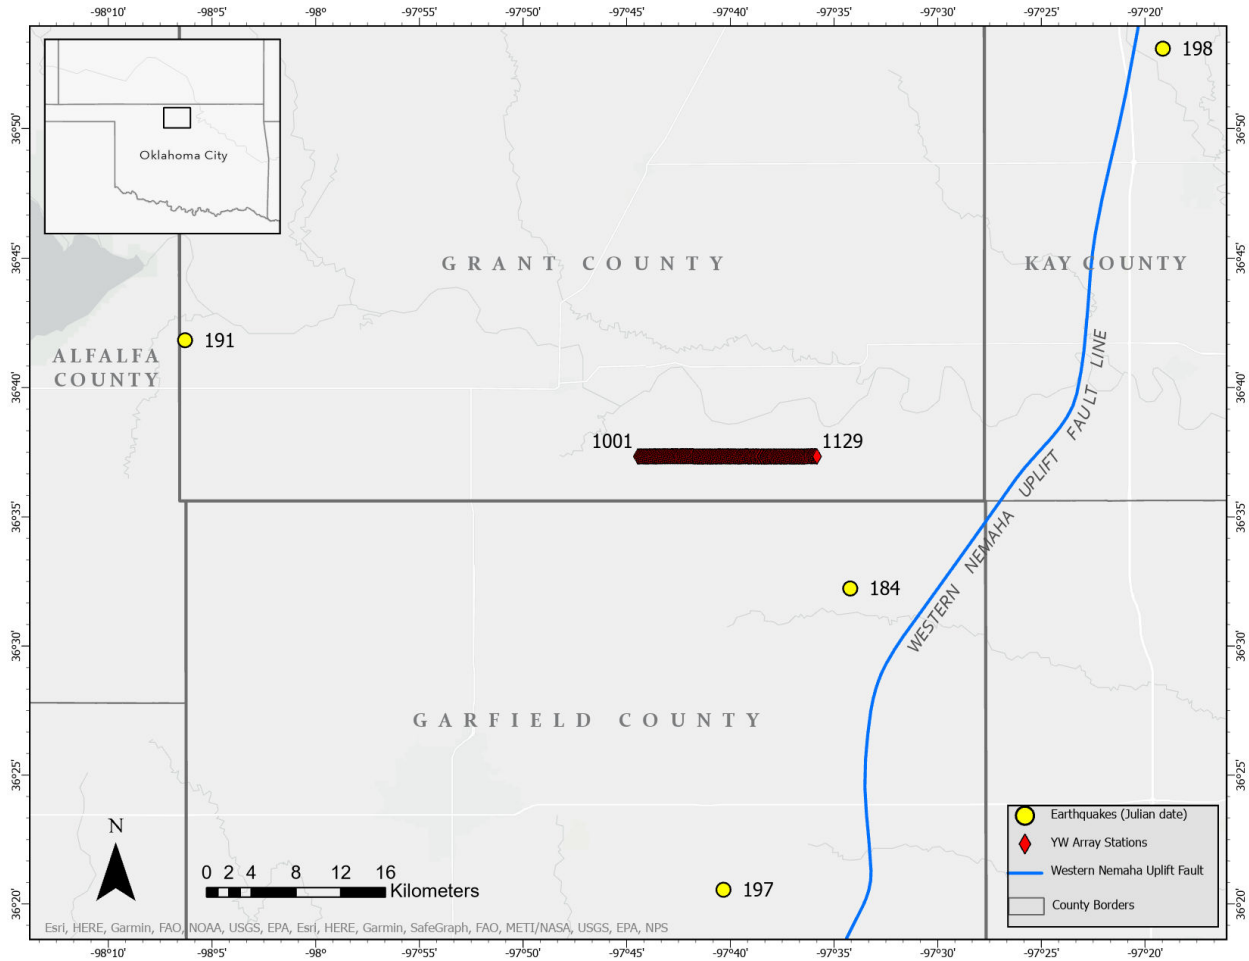 -98°10'
-98°5'
-98°
-97°55'
-97°50'
-97°45'
-97°40'
-97°35'
-97°30'
-97°25'
-97°20'
198
36°50'
36°50'
Oklahoma City
GRANT COUNTY
KAY COUNTY
36°45'
36°45'
191
ALFALFA
COUNTY
36°40'
36°40'
WESTERN NEMAHA UPLIFT FAULT LINE
1001
1129
36°35'
36°35'
184
36°30'
36°30'
GARFIELD COUNTY
36°25'
36°25'
N
0 2 4 8 12 16
Kilometers
197
Earthquakes (Julian date)
YW Array Stations
Western Nemaha Uplift Fault
County Borders
36°20'
36°20'
Esri, HERE, Garmin, FAO, NOAA, USGS, EPA, Esri, HERE, Garmin, SafeGraph, FAO, METI/NASA, USGS, EPA, NPS
-98°10'
-98°5'
-98°
-97°55'
-97°50'
-97°45'
-97°40'
-97°35'
-97°30'
-97°25'
-97°20'